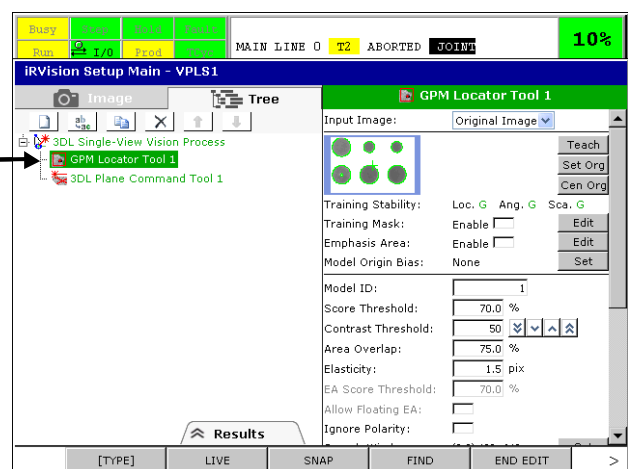 Busy Step Hold Fault
Run I/O Prod TCyc
MAIN LINE 0 T2 ABORTED JOINT
10%
iRVision Setup Main - VPLS1
Image
Tree
GPM Locator Tool 1
3DL Single-View Vision Process
GPM Locator Tool 1
3DL Plane Command Tool 1
Input Image: Original Image
Teach
Set Org
Cen Org
Training Stability: Loc. G Ang. G Sca. G
Training Mask: Enable Edit
Emphasis Area: Enable Edit
Model Origin Bias: None Set
Model ID: 1
Score Threshold: 70.0 %
Contrast Threshold: 50
Area Overlap: 75.0 %
Elasticity: 1.5 pix
EA Score Threshold: 70.0 %
Allow Floating EA:
Ignore Polarity:
Results
[TYPE] LIVE SNAP FIND END EDIT >